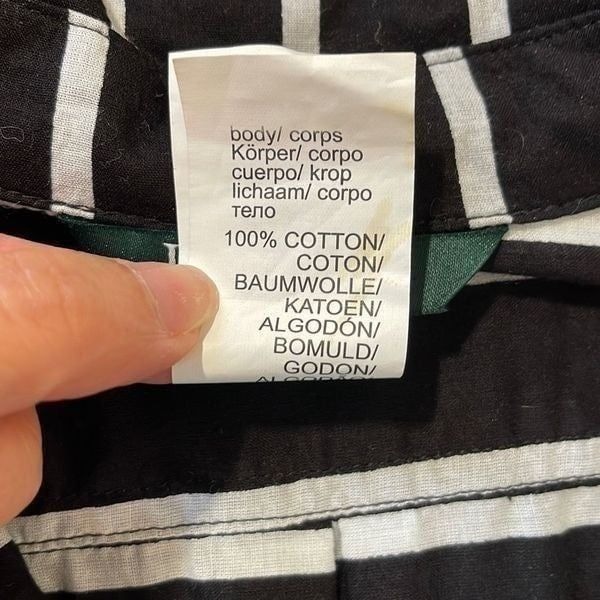 body/ corps
Körper/ corpo
cuerpo/ krop
lichaam/ corpo
тело
100% COTTON/
COTON/
BAUMWOLLE/
KATOEN/
ALGODÓN/
BOMULD/
GODON/